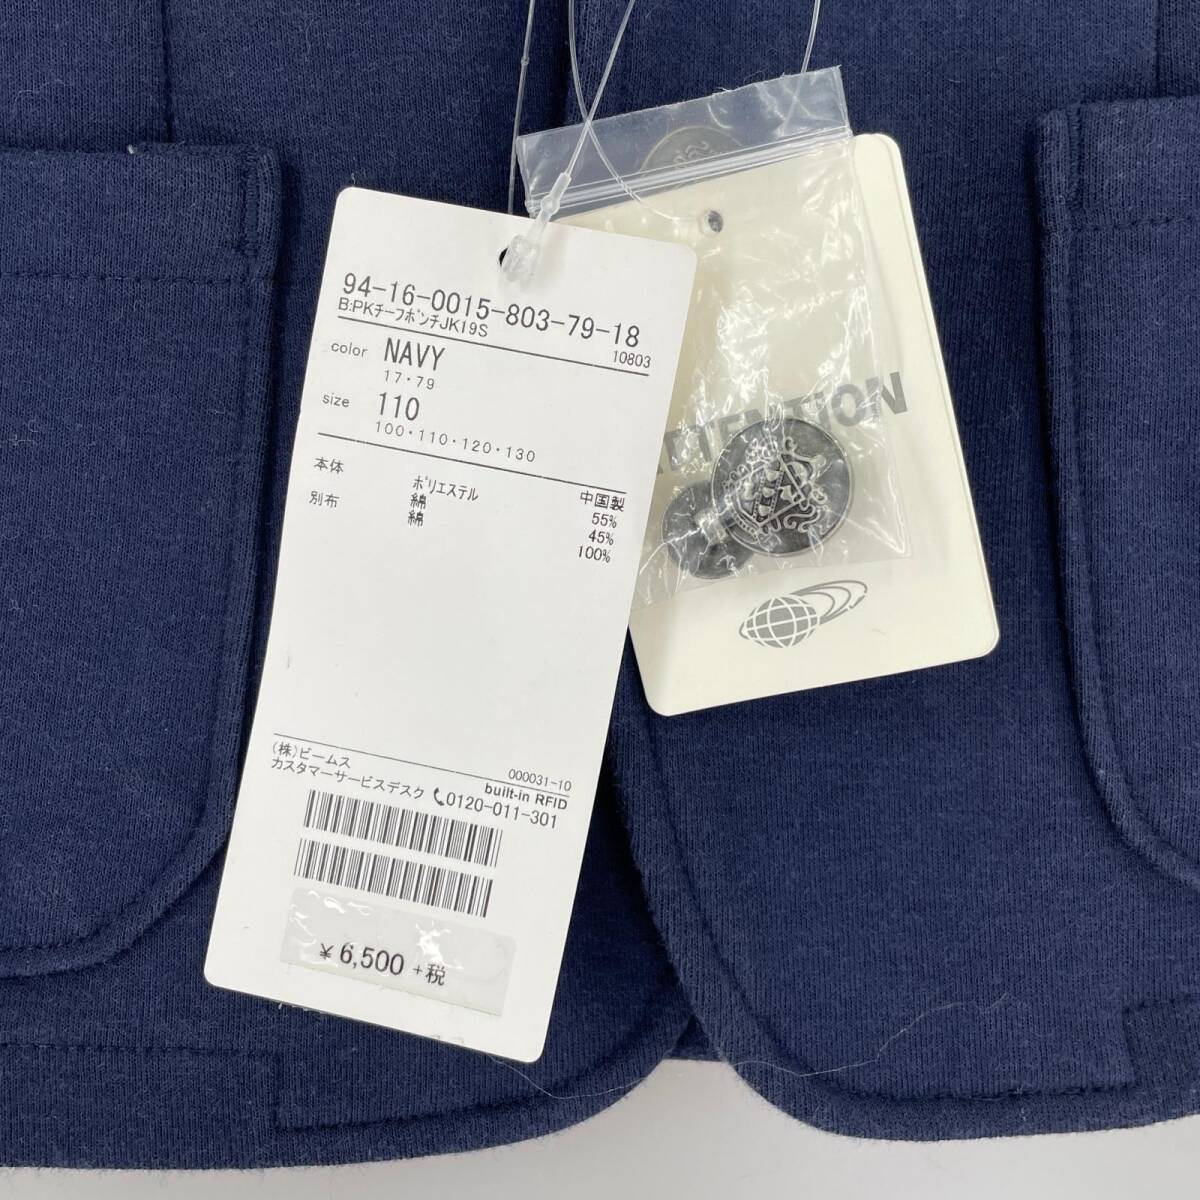 94-16-0015-803-79-18
B:PKチーフポンチJK19S
10803
color NAVY
17・79
size 110
100・110・120・130
本体 ポリエステル 中国製
綿 55%
別布 綿 45%
100%
(株)ビームス 000031-10
built-in RFID
カスタマーサービスデスク 0120-011-301
¥6,500 +税
ATTENTION